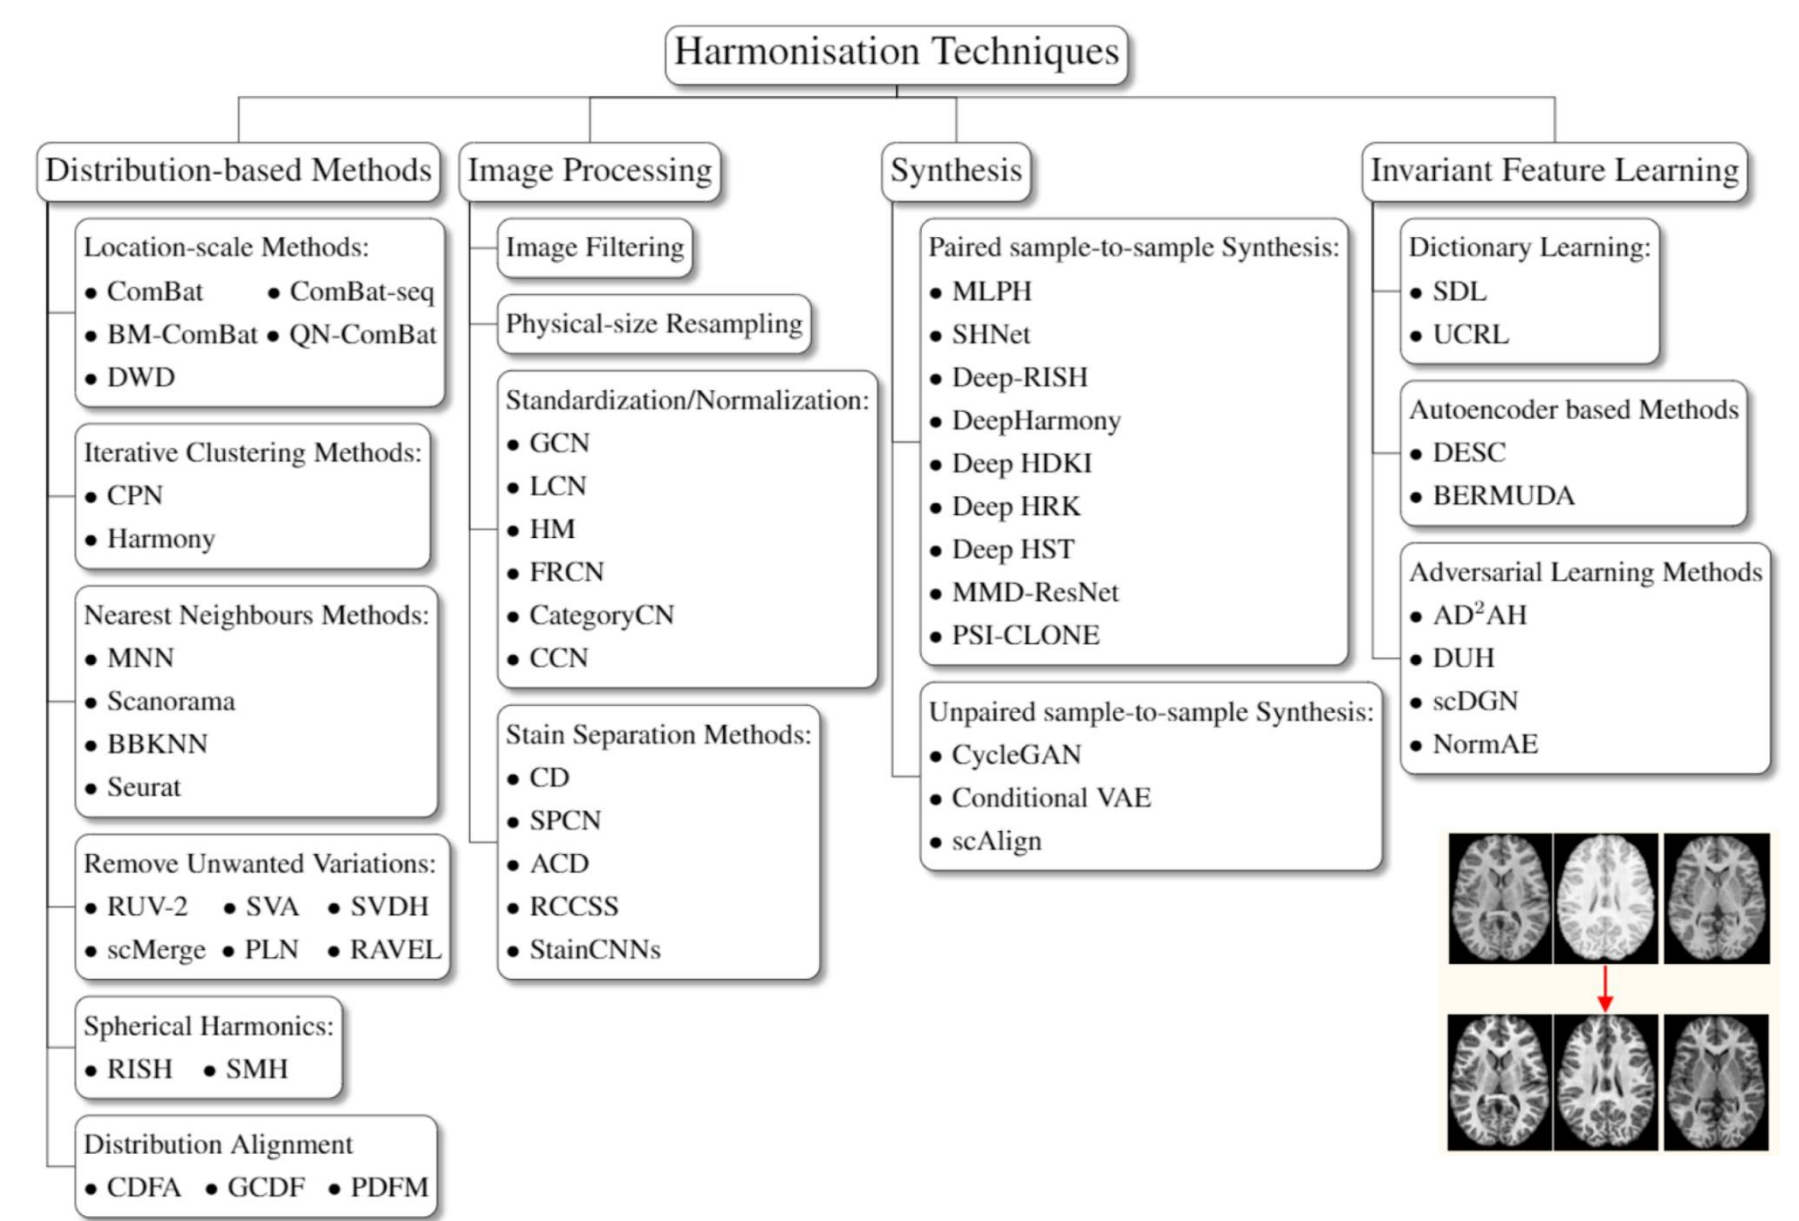 Harmonisation Techniques
Distribution-based Methods
Location-scale Methods:
• ComBat • ComBat-seq
• BM-ComBat • QN-ComBat
• DWD
Iterative Clustering Methods:
• CPN
• Harmony
Nearest Neighbours Methods:
• MNN
• Scanorama
• BBKNN
• Seurat
Remove Unwanted Variations:
• RUV-2 • SVA • SVDH
• scMerge • PLN • RAVEL
Spherical Harmonics:
• RISH • SMH
Distribution Alignment
• CDFA • GCDF • PDFM
Image Processing
Image Filtering
Physical-size Resampling
Standardization/Normalization:
• GCN
• LCN
• HM
• FRCN
• CategoryCN
• CCN
Stain Separation Methods:
• CD
• SPCN
• ACD
• RCCSS
• StainCNNs
Synthesis
Paired sample-to-sample Synthesis:
• MLPH
• SHNet
• Deep-RISH
• DeepHarmony
• Deep HDKI
• Deep HRK
• Deep HST
• MMD-ResNet
• PSI-CLONE
Unpaired sample-to-sample Synthesis:
• CycleGAN
• Conditional VAE
• scAlign
Invariant Feature Learning
Dictionary Learning:
• SDL
• UCRL
Autoencoder based Methods
• DESC
• BERMUDA
Adversarial Learning Methods
• AD²AH
• DUH
• scDGN
• NormAE